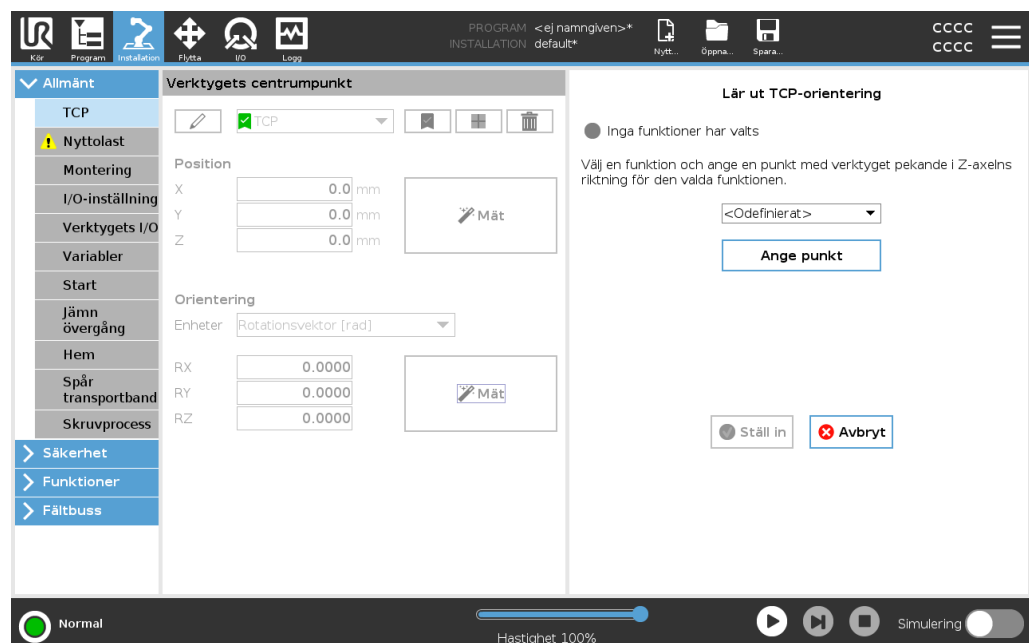 UR
PROGRAM <ej namngiven>*
INSTALLATION default*
Kör
Program
Installation
Flytta
I/O
Logg
Nytt...
Öppna...
Spara...
cccc
cccc
Allmänt
TCP
Nyttolast
Montering
I/O-inställning
Verktygets I/O
Variabler
Start
Jämn
övergång
Hem
Spår
transportband
Skruvprocess
Säkerhet
Funktioner
Fältbuss
Verktygets centrumpunkt
TCP
Position
X 0.0 mm
Y 0.0 mm
Z 0.0 mm
Mät
Orientering
Enheter Rotationsvektor [rad]
RX 0.0000
RY 0.0000
RZ 0.0000
Mät
Lär ut TCP-orientering
Inga funktioner har valts
Välj en funktion och ange en punkt med verktyget pekande i Z-axelns
riktning för den valda funktionen.
<Odefinierat>
Ange punkt
Ställ in
Avbryt
Normal
Hastighet 100%
Simulering